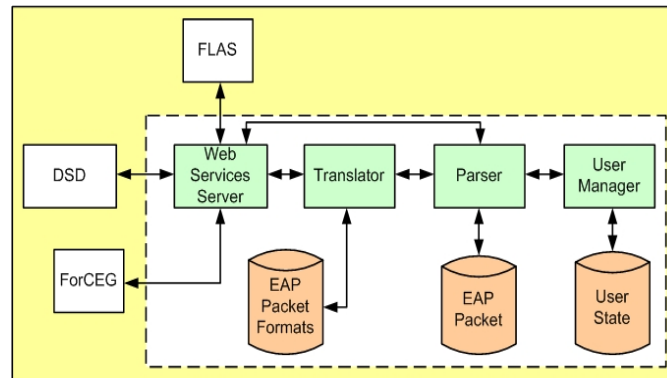 FLAS
DSD
Web
Services
Server
Translator
Parser
User
Manager
ForCEG
EAP
Packet
Formats
EAP
Packet
User
State